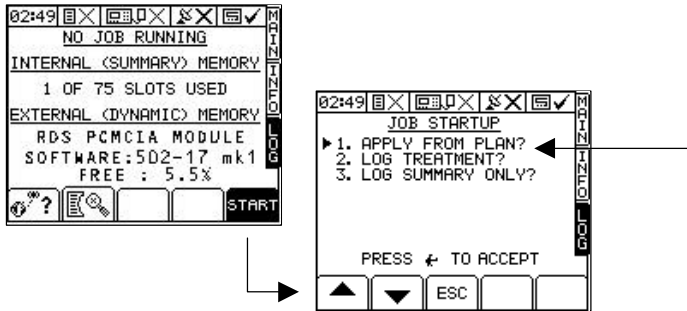 02:49
NO JOB RUNNING
INTERNAL (SUMMARY) MEMORY
1 OF 75 SLOTS USED
EXTERNAL (DYNAMIC) MEMORY
RDS PCMCIA MODULE
SOFTWARE:5D2-17 mk1
FREE : 5.5%
?
START
MAIN
INFO
LOG
02:49
JOB STARTUP
1. APPLY FROM PLAN?
2. LOG TREATMENT?
3. LOG SUMMARY ONLY?
PRESS ← TO ACCEPT
ESC
MAIN
INFO
LOG